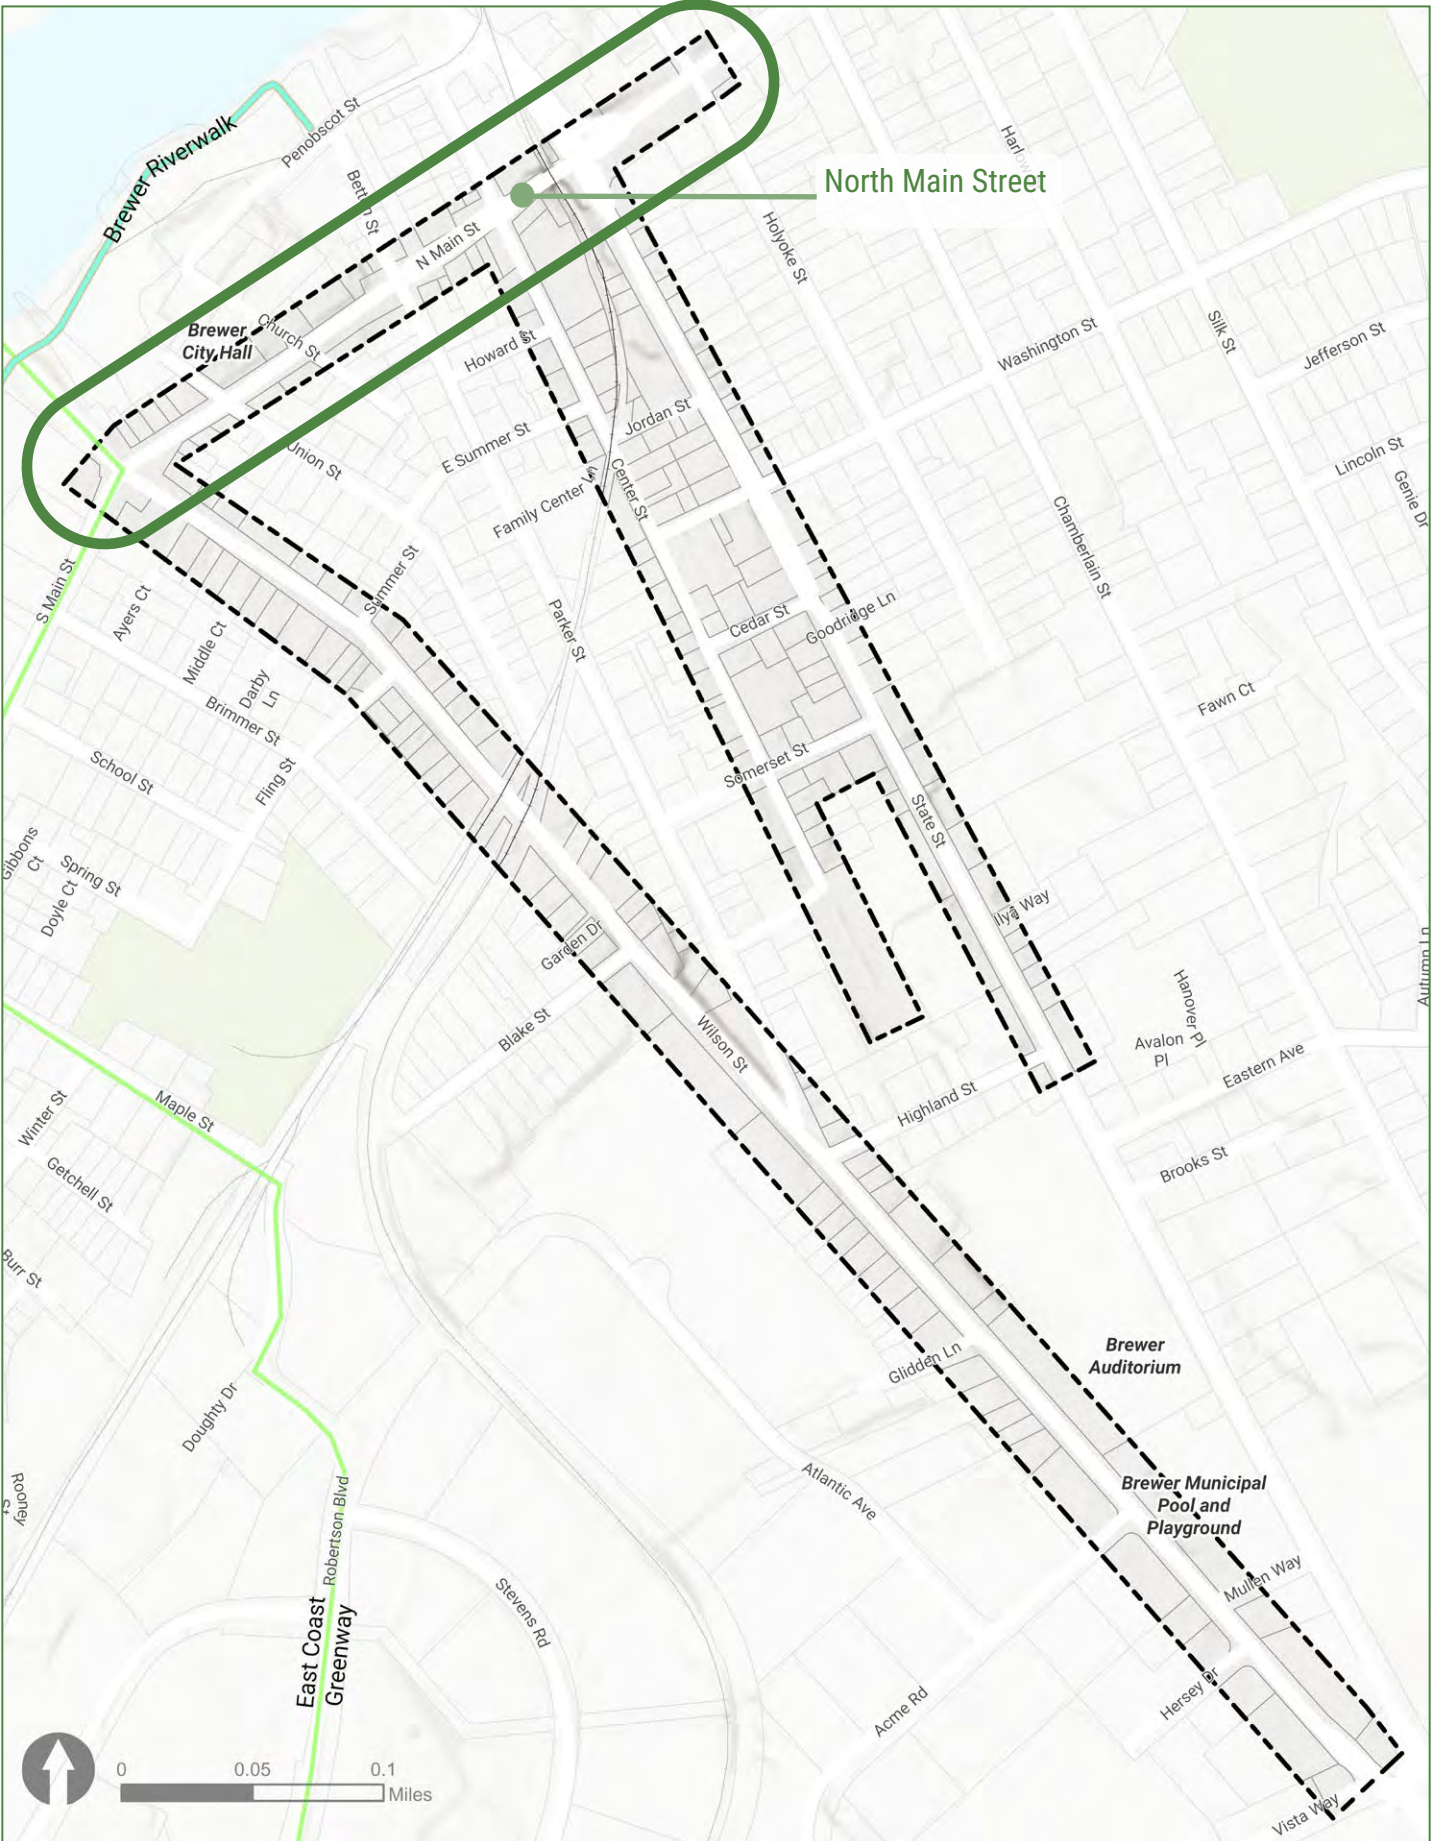 Penobscot St
Brewer Riverwalk
Harlow
North Main Street
Betton St
N Main St
Holyoke St
Brewer
City Hall
Church St
Howard St
Washington St
Silk St
Jefferson St
Jordan St
E Summer St
Union St
Lincoln St
Center St
Family Center Ln
Genie Dr
Chamberlain St
S Main St
Ayers Ct
Summer St
Parker St
Cedar St
Goodridge Ln
Middle Ct
Darby
Ln
Brimmer St
Fawn Ct
School St
Fling St
Somerset St
State St
Gibbons
Ct
Spring St
Doyle Ct
Ilya Way
Garden Dr
Autumn Ln
Blake St
Wilson St
Hanover Pl
Avalon
Pl
Eastern Ave
Highland St
Winter St
Maple St
Brooks St
Getchell St
Burr St
Brewer
Auditorium
Glidden Ln
Doughty Dr
Atlantic Ave
Rooney
St
Brewer Municipal
Pool and
Playground
Robertson Blvd
Mullen Way
Stevens Rd
East Coast
Greenway
Hersey Dr
Acme Rd
0 0.05 0.1
Miles
Vista Way